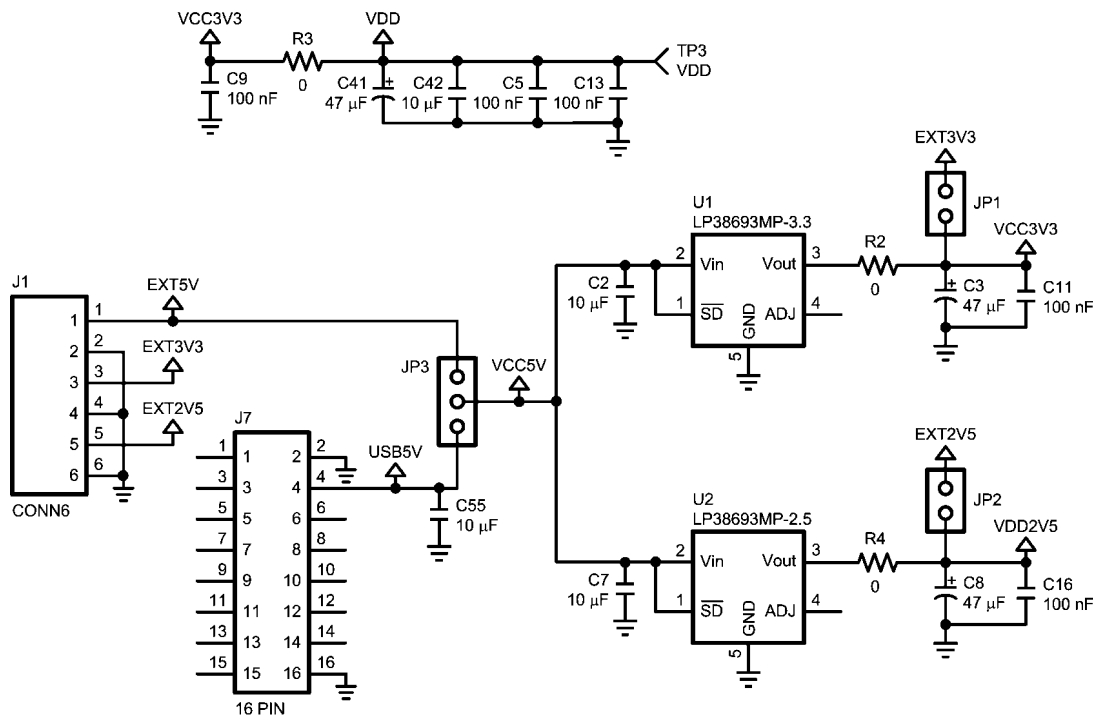 VCC3V3
R3
0
C9
100 nF
VDD
C41
47 µF
+
C42
10 µF
C5
100 nF
C13
100 nF
TP3
VDD
J1
1
2
3
4
5
6
1
2
3
4
5
6
CONN6
EXT5V
EXT3V3
EXT2V5
J7
1 1 2 2
3 3 4 4
5 5 6 6
7 7 8 8
9 9 10 10
11 11 12 12
13 13 14 14
15 15 16 16
16 PIN
USB5V
C55
10 µF
JP3
VCC5V
U1
LP38693MP-3.3
2 Vin Vout 3
1 SD ADJ 4
GND
5
C2
10 µF
R2
0
EXT3V3
JP1
VCC3V3
+
C3
47 µF
C11
100 nF
U2
LP38693MP-2.5
2 Vin Vout 3
1 SD ADJ 4
GND
5
C7
10 µF
R4
0
EXT2V5
JP2
VDD2V5
+
C8
47 µF
C16
100 nF